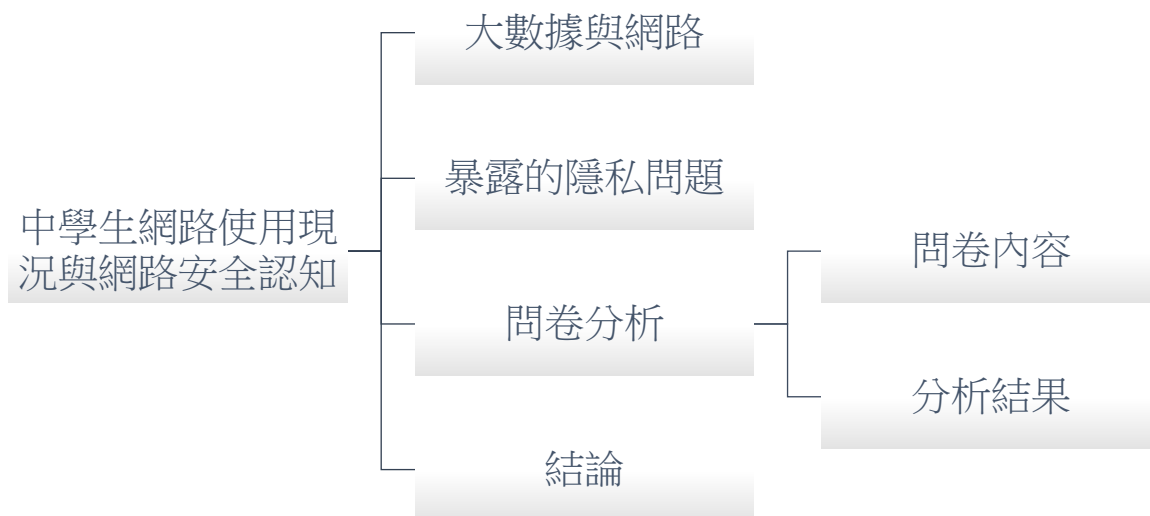 大數據與網路
暴露的隱私問題
中學生網路使用現
況與網路安全認知
問卷分析
問卷內容
分析結果
結論